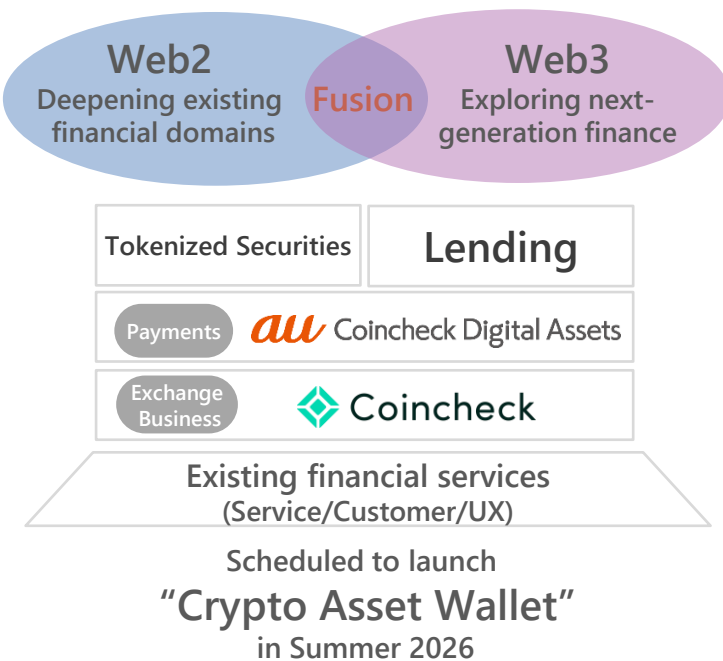 Web2
Deepening existing
financial domains
Fusion
Web3
Exploring next-
generation finance
Tokenized Securities
Lending
Payments
au Coincheck Digital Assets
Exchange
Business
Coincheck
Existing financial services
(Service/Customer/UX)
Scheduled to launch
“Crypto Asset Wallet”
in Summer 2026